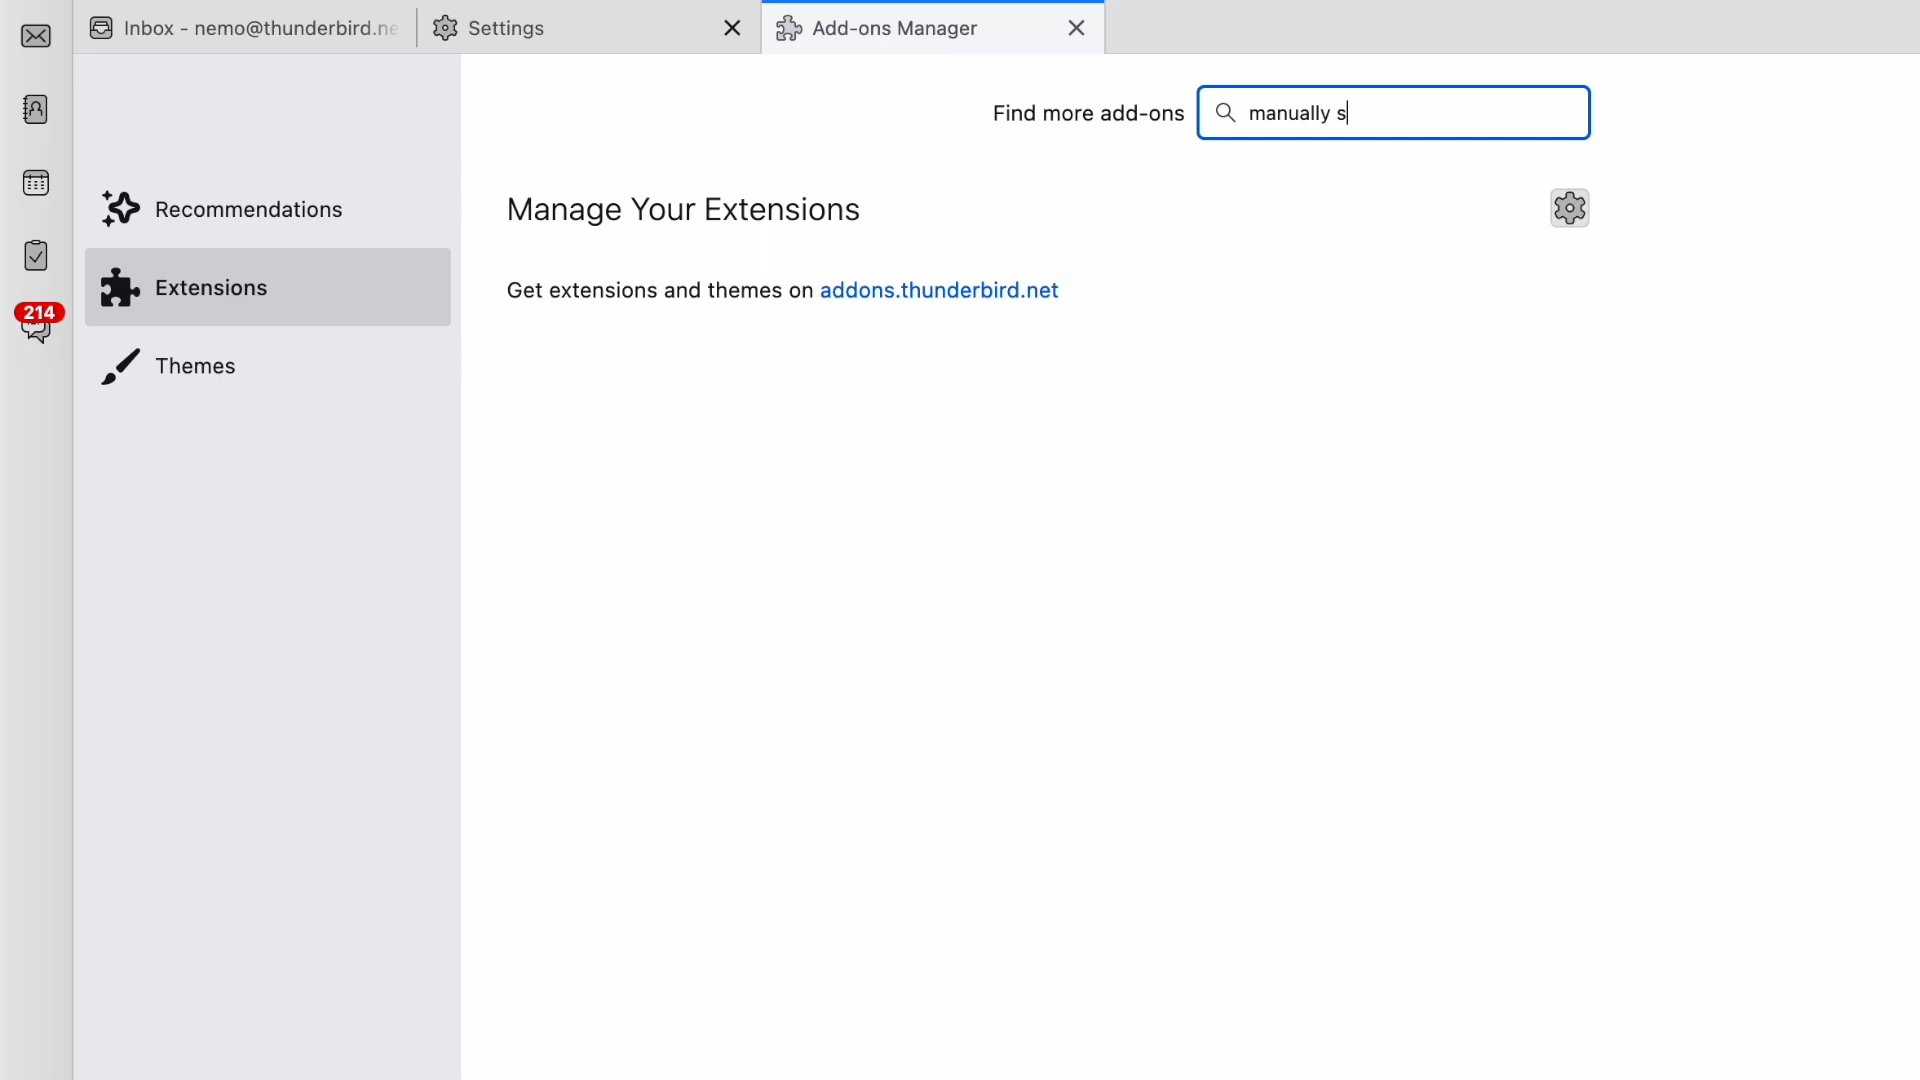 Inbox - nemo@thunderbird.ne
Settings
Add-ons Manager
Find more add-ons
manually s
Recommendations
Manage Your Extensions
Extensions
Get extensions and themes on addons.thunderbird.net
214
Themes